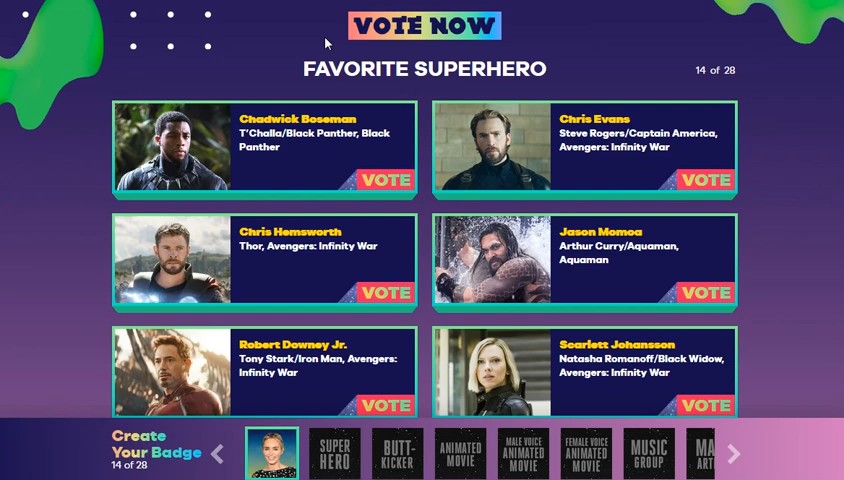 VOTE NOW
FAVORITE SUPERHERO
14 of 28
Chadwick Boseman
T'Challa/Black Panther, Black
Panther
VOTE
Chris Evans
Steve Rogers/Captain America,
Avengers: Infinity War
VOTE
Chris Hemsworth
Thor, Avengers: Infinity War
VOTE
Jason Momoa
Arthur Curry/Aquaman,
Aquaman
VOTE
Robert Downey Jr.
Tony Stark/Iron Man, Avengers:
Infinity War
VOTE
Scarlett Johansson
Natasha Romanoff/Black Widow,
Avengers: Infinity War
VOTE
Create
Your Badge
14 of 28
SUPER
HERO
BUTT-
KICKER
ANIMATED
MOVIE
MALE VOICE
ANIMATED
MOVIE
FEMALE VOICE
ANIMATED
MOVIE
MUSIC
GROUP
MA
ART